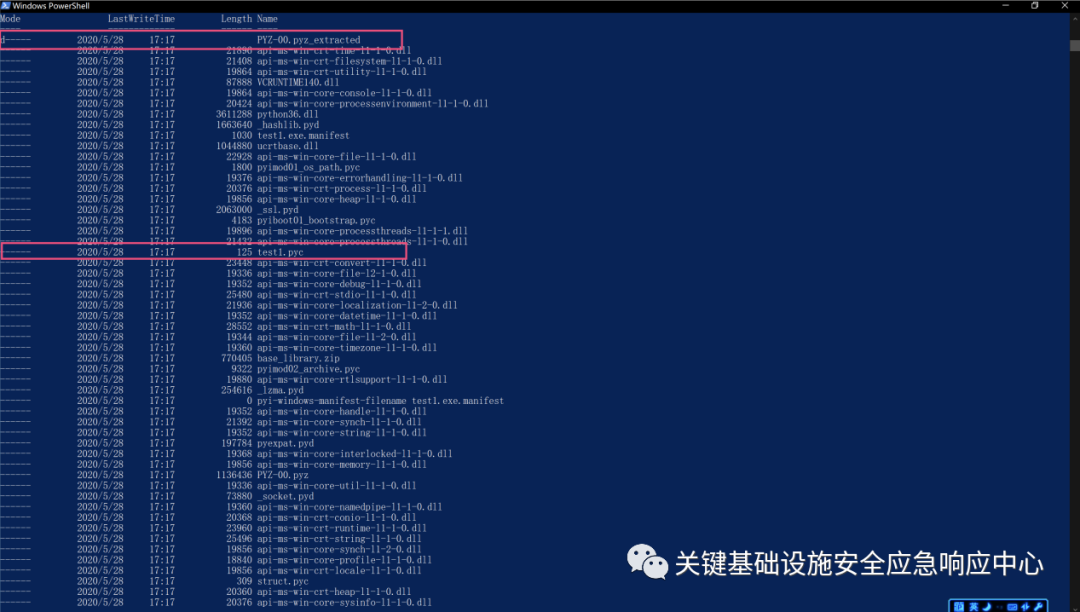 Windows PowerShell
Mode LastWriteTime Length Name
d----- 2020/5/28 17:17 PYZ-00.pyz_extracted
------ 2020/5/28 17:17 21896 api-ms-win-crt-time-l1-1-0.dll
------ 2020/5/28 17:17 21408 api-ms-win-crt-filesystem-l1-1-0.dll
------ 2020/5/28 17:17 19864 api-ms-win-crt-utility-l1-1-0.dll
------ 2020/5/28 17:17 87888 VCRUNTIME140.dll
------ 2020/5/28 17:17 19864 api-ms-win-core-console-l1-1-0.dll
------ 2020/5/28 17:17 20424 api-ms-win-core-processenvironment-l1-1-0.dll
------ 2020/5/28 17:17 3611288 python36.dll
------ 2020/5/28 17:17 1663640 _hashlib.pyd
------ 2020/5/28 17:17 1030 test1.exe.manifest
------ 2020/5/28 17:17 1044880 ucrtbase.dll
------ 2020/5/28 17:17 22928 api-ms-win-core-file-l1-1-0.dll
------ 2020/5/28 17:17 1800 pyimod01_os_path.pyc
------ 2020/5/28 17:17 19376 api-ms-win-core-errorhandling-l1-1-0.dll
------ 2020/5/28 17:17 20376 api-ms-win-crt-process-l1-1-0.dll
------ 2020/5/28 17:17 19856 api-ms-win-core-heap-l1-1-0.dll
------ 2020/5/28 17:17 2063000 _ssl.pyd
------ 2020/5/28 17:17 4183 pyiboot01_bootstrap.pyc
------ 2020/5/28 17:17 19896 api-ms-win-core-processthreads-l1-1-1.dll
------ 2020/5/28 17:17 21432 api-ms-win-core-processthreads-l1-1-0.dll
------ 2020/5/28 17:17 125 test1.pyc
------ 2020/5/28 17:17 23448 api-ms-win-crt-convert-l1-1-0.dll
------ 2020/5/28 17:17 19336 api-ms-win-core-file-l2-1-0.dll
------ 2020/5/28 17:17 19352 api-ms-win-core-debug-l1-1-0.dll
------ 2020/5/28 17:17 25480 api-ms-win-crt-stdio-l1-1-0.dll
------ 2020/5/28 17:17 21936 api-ms-win-core-localization-l1-2-0.dll
------ 2020/5/28 17:17 19352 api-ms-win-core-datetime-l1-1-0.dll
------ 2020/5/28 17:17 28552 api-ms-win-crt-math-l1-1-0.dll
------ 2020/5/28 17:17 19344 api-ms-win-core-file-l1-2-0.dll
------ 2020/5/28 17:17 19360 api-ms-win-core-timezone-l1-1-0.dll
------ 2020/5/28 17:17 770405 base_library.zip
------ 2020/5/28 17:17 9322 pyimod02_archive.pyc
------ 2020/5/28 17:17 19880 api-ms-win-core-rtlsupport-l1-1-0.dll
------ 2020/5/28 17:17 254616 _lzma.pyd
------ 2020/5/28 17:17 0 pyi-windows-manifest-filename test1.exe.manifest
------ 2020/5/28 17:17 19352 api-ms-win-core-handle-l1-1-0.dll
------ 2020/5/28 17:17 21392 api-ms-win-core-synch-l1-1-0.dll
------ 2020/5/28 17:17 19352 api-ms-win-core-string-l1-1-0.dll
------ 2020/5/28 17:17 197784 pyexpat.pyd
------ 2020/5/28 17:17 19368 api-ms-win-core-interlocked-l1-1-0.dll
------ 2020/5/28 17:17 19856 api-ms-win-core-memory-l1-1-0.dll
------ 2020/5/28 17:17 1136436 PYZ-00.pyz
------ 2020/5/28 17:17 19336 api-ms-win-core-util-l1-1-0.dll
------ 2020/5/28 17:17 73880 _socket.pyd
------ 2020/5/28 17:17 19360 api-ms-win-core-namedpipe-l1-1-0.dll
------ 2020/5/28 17:17 20368 api-ms-win-crt-conio-l1-1-0.dll
------ 2020/5/28 17:17 23960 api-ms-win-crt-runtime-l1-1-0.dll
------ 2020/5/28 17:17 25496 api-ms-win-crt-string-l1-1-0.dll
------ 2020/5/28 17:17 19856 api-ms-win-core-synch-l1-2-0.dll
------ 2020/5/28 17:17 18840 api-ms-win-core-profile-l1-1-0.dll
------ 2020/5/28 17:17 19856 api-ms-win-crt-locale-l1-1-0.dll
------ 2020/5/28 17:17 309 struct.pyc
------ 2020/5/28 17:17 20360 api-ms-win-crt-heap-l1-1-0.dll
------ 2020/5/28 17:17 20376 api-ms-win-core-sysinfo-l1-1-0.dll
关键基础设施安全应急响应中心
英